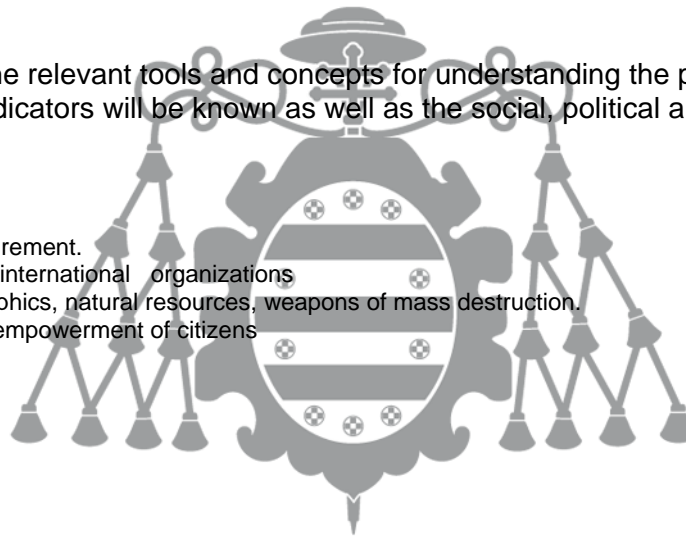 he relevant tools and concepts for understanding the p
dicators will be known as well as the social, political a
rement.
international organizations
ohics, natural resources, weapons of mass destruction.
empowerment of citizens